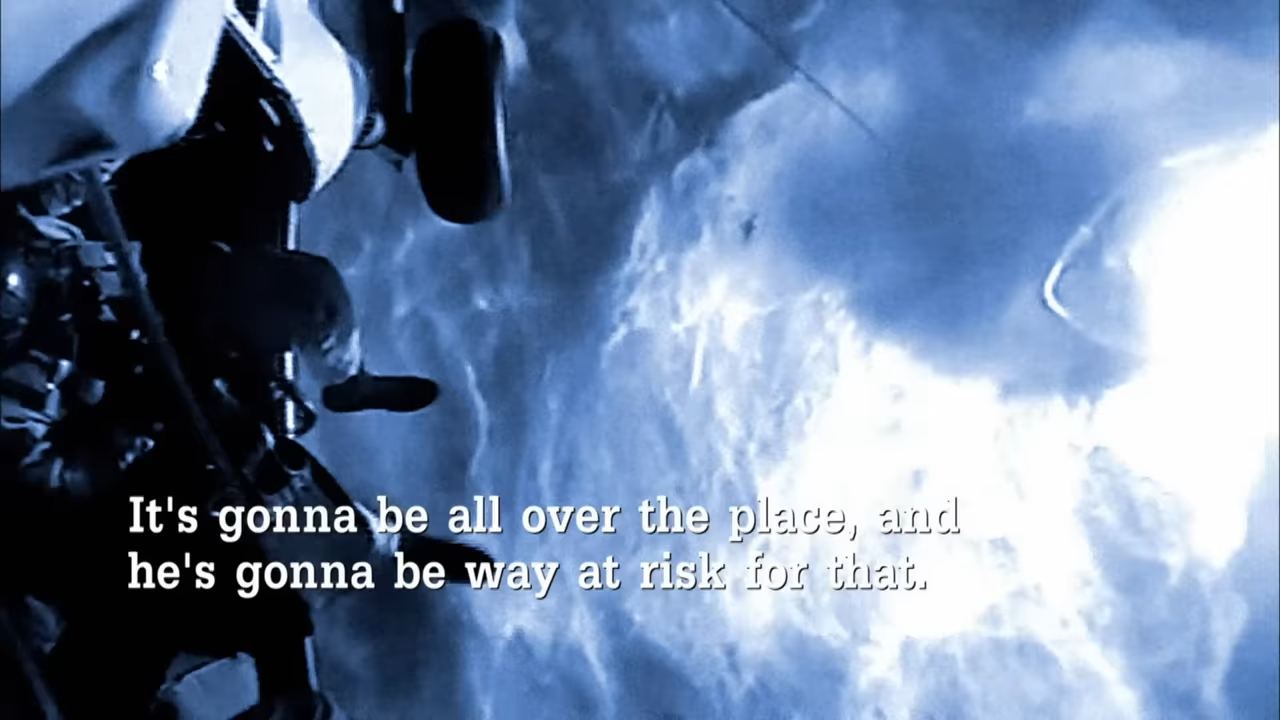 It's gonna be all over the place, and
he's gonna be way at risk for that.